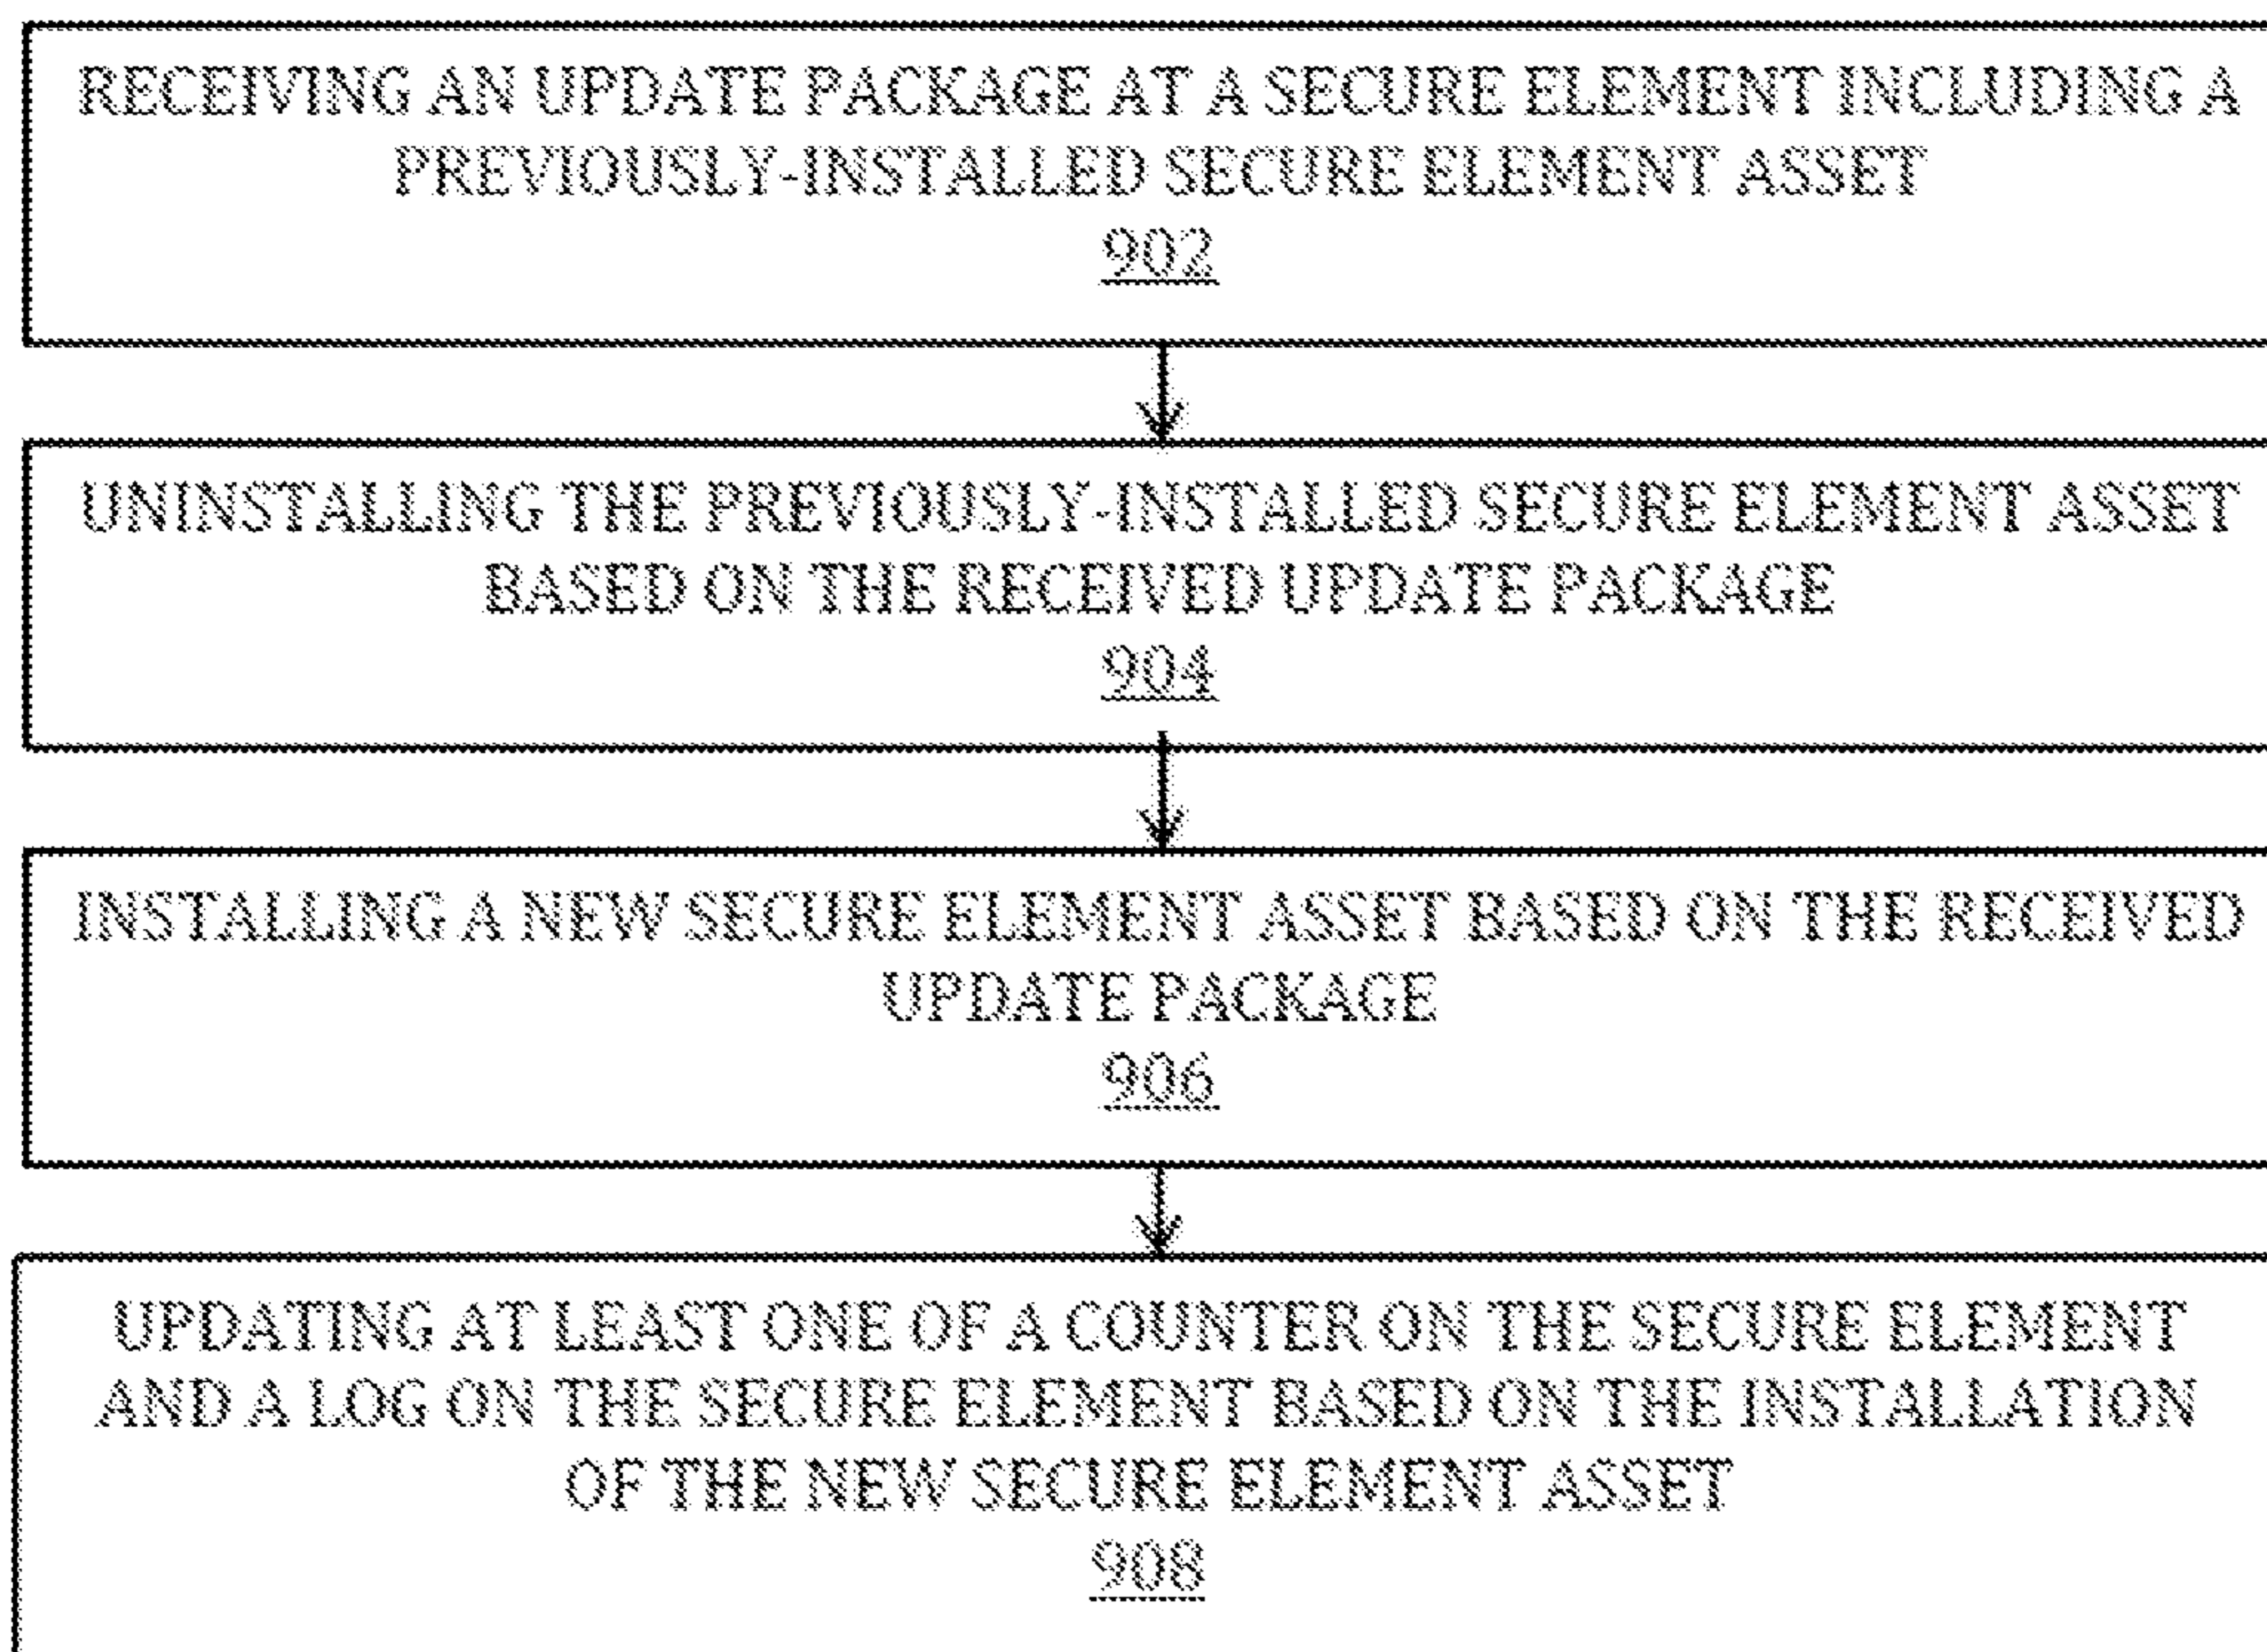 RECEIVING AN UPDATE PACKAGE AT A SECURE ELEMENT INCLUDING A
PREVIOUSLY-INSTALLED SECURE ELEMENT ASSET
902
UNINSTALLING THE PREVIOUSLY-INSTALLED SECURE ELEMENT ASSET
BASED ON THE RECEIVED UPDATE PACKAGE
904
INSTALLING A NEW SECURE ELEMENT ASSET BASED ON THE RECEIVED
UPDATE PACKAGE
906
UPDATING AT LEAST ONE OF A COUNTER ON THE SECURE ELEMENT
AND A LOG ON THE SECURE ELEMENT BASED ON THE INSTALLATION
OF THE NEW SECURE ELEMENT ASSET
908